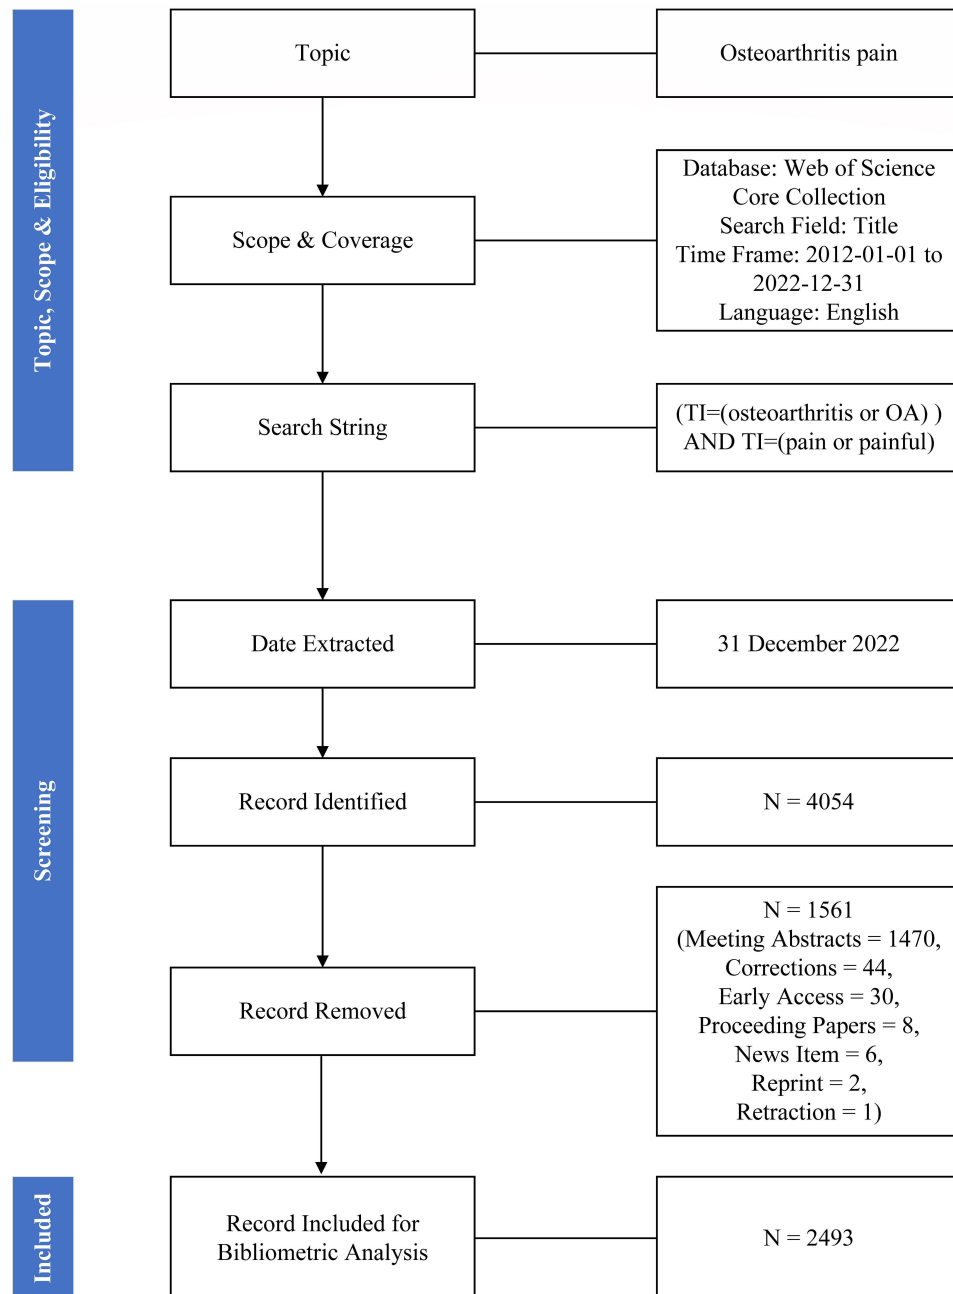 Topic, Scope & Eligibility
Topic
Osteoarthritis pain
Scope & Coverage
Database: Web of Science
Core Collection
Search Field: Title
Time Frame: 2012-01-01 to
2022-12-31
Language: English
Search String
(TI=(osteoarthritis or OA) )
AND TI=(pain or painful)
Screening
Date Extracted
31 December 2022
Record Identified
N = 4054
Record Removed
N = 1561
(Meeting Abstracts = 1470,
Corrections = 44,
Early Access = 30,
Proceeding Papers = 8,
News Item = 6,
Reprint = 2,
Retraction = 1)
Included
Record Included for
Bibliometric Analysis
N = 2493